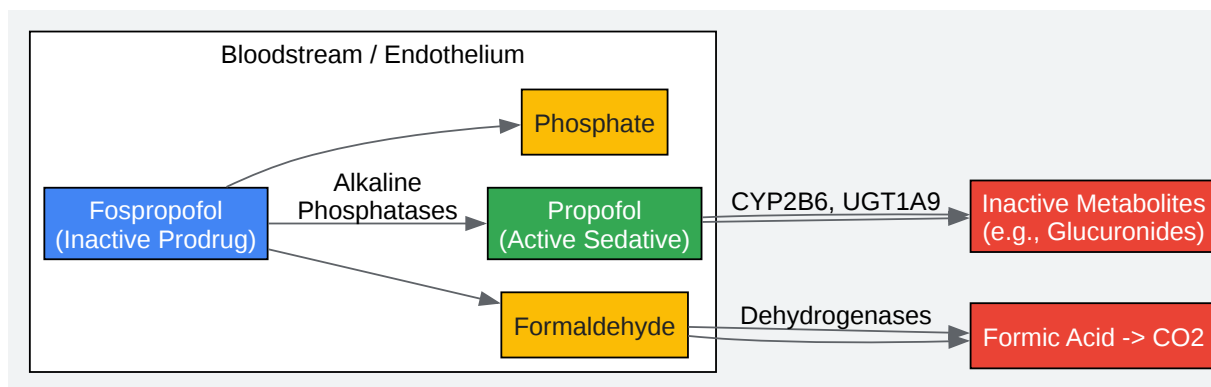 Bloodstream / Endothelium
Phosphate
Alkaline
Phosphatases
Fospropofol
(Inactive Prodrug)
Propofol
(Active Sedative)
CYP2B6, UGT1A9
Inactive Metabolites
(e.g., Glucuronides)
Formaldehyde
Dehydrogenases
Formic Acid -> CO2